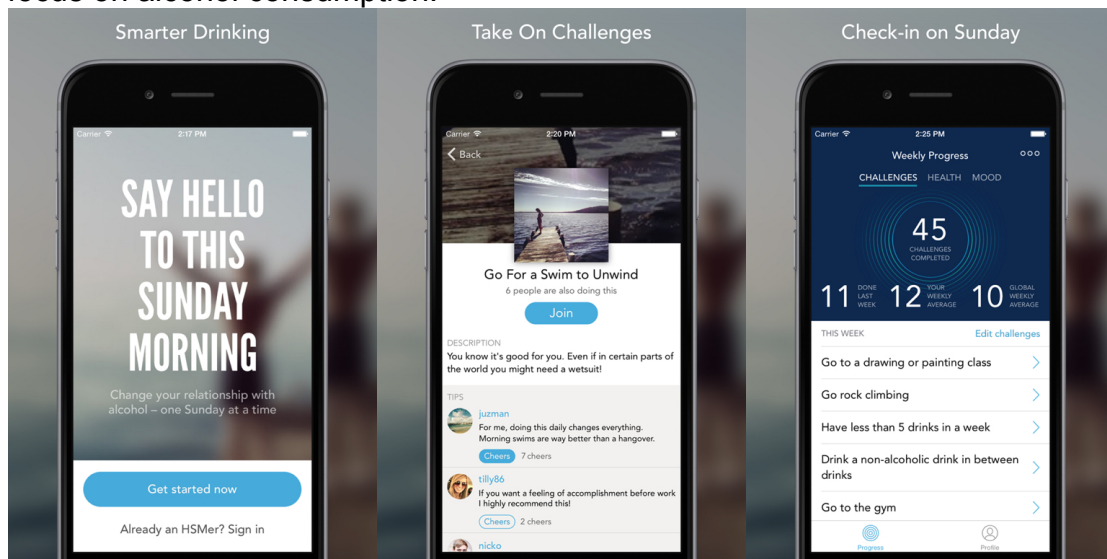 focus on alcohol consumption.
Smarter Drinking
Carrier
2:17 PM
SAY HELLO
TO THIS
SUNDAY
MORNING
Change your relationship with
alcohol – one Sunday at a time
Get started now
Already an HSMer? Sign in
Take On Challenges
Carrier
2:20 PM
Back
Go For a Swim to Unwind
6 people are also doing this
Join
DESCRIPTION
You know it's good for you. Even if in certain parts of
the world you might need a wetsuit!
TIPS
juzman
For me, doing this daily changes everything.
Morning swims are way better than a hangover.
Cheers 7 cheers
tilly86
If you want a feeling of accomplishment before work
I highly recommend this!
Cheers 2 cheers
nicko
Check-in on Sunday
Carrier
2:25 PM
Weekly Progress
CHALLENGES HEALTH MOOD
45
CHALLENGES
COMPLETED
11 DONE LAST WEEK
12 YOUR WEEKLY AVERAGE
10 GLOBAL WEEKLY AVERAGE
THIS WEEK
Edit challenges
Go to a drawing or painting class
Go rock climbing
Have less than 5 drinks in a week
Drink a non-alcoholic drink in between
drinks
Go to the gym
Progress
Profile